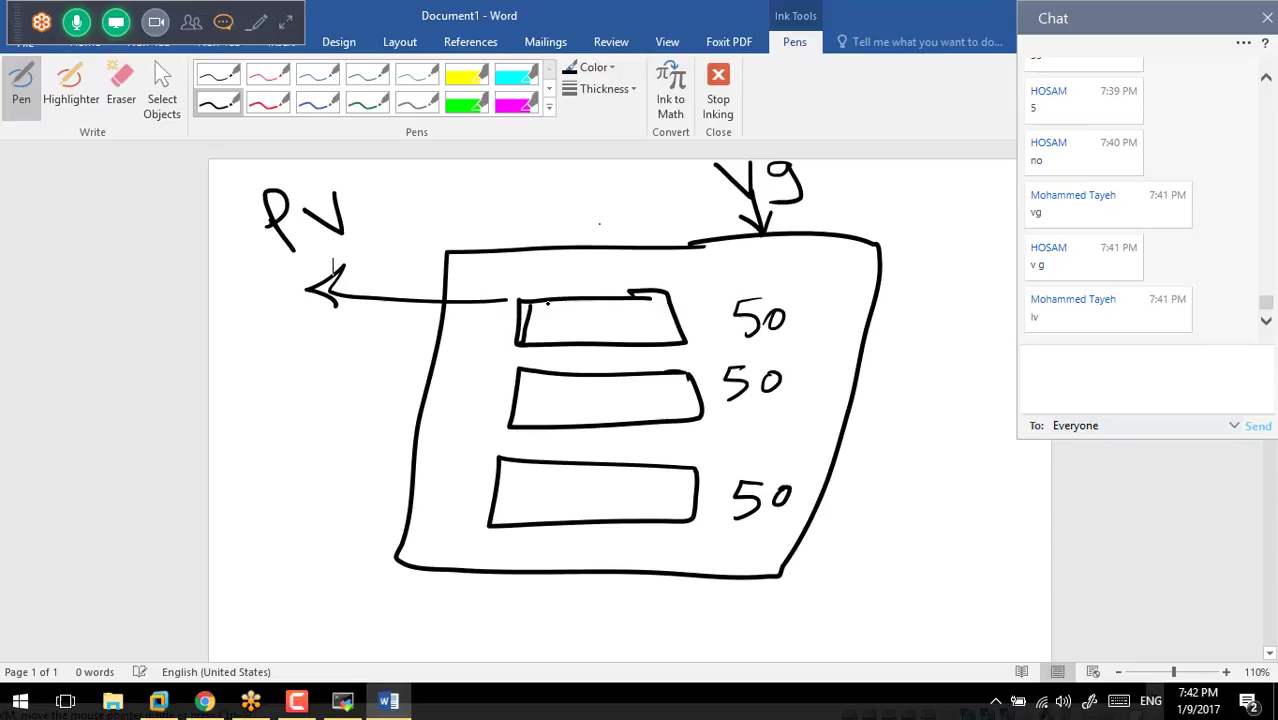 Document1 - Word
Ink Tools
Chat
Design
Layout
References
Mailings
Review
View
Foxit PDF
Pens
Tell me what you want to do...
Pen
Highlighter
Eraser
Select
Objects
Color
Thickness
Ink to
Math
Stop
Inking
Write
Pens
Convert
Close
HOSAM 7:39 PM
5
HOSAM 7:40 PM
no
Mohammed Tayeh 7:41 PM
vg
HOSAM 7:41 PM
v g
Mohammed Tayeh 7:41 PM
lv
To: Everyone
Send
Vg
PV
50
50
50
Page 1 of 1
0 words
English (United States)
110%
ENG
7:42 PM
1/9/2017
2